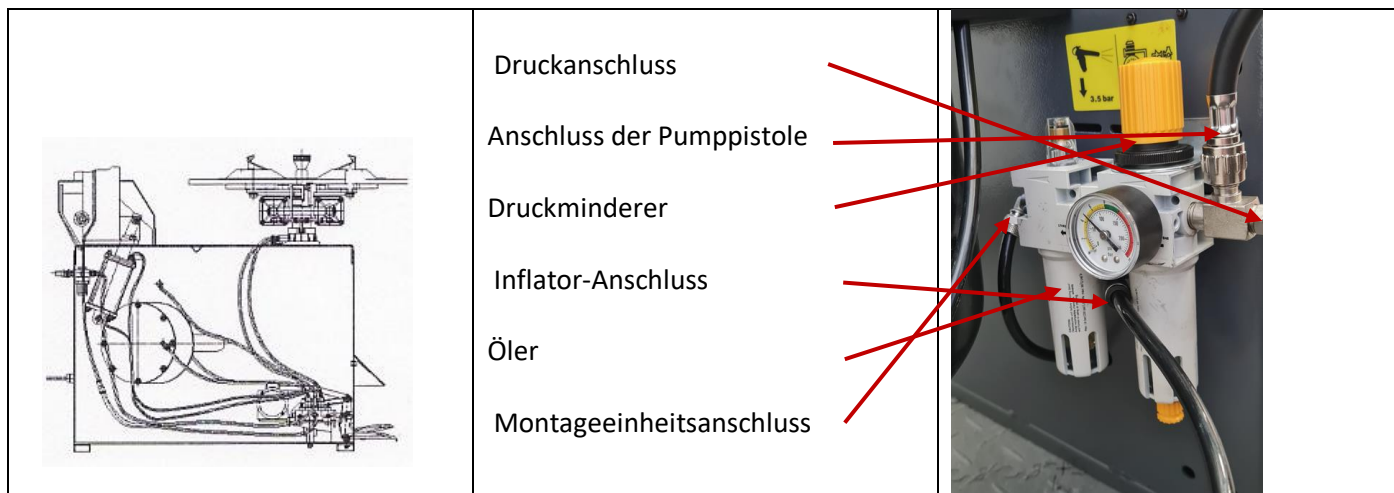 Druckanschluss
Anschluss der Pumppistole
Druckminderer
Inflator-Anschluss
Öler
Montageeinheitsanschluss
3,5 bar